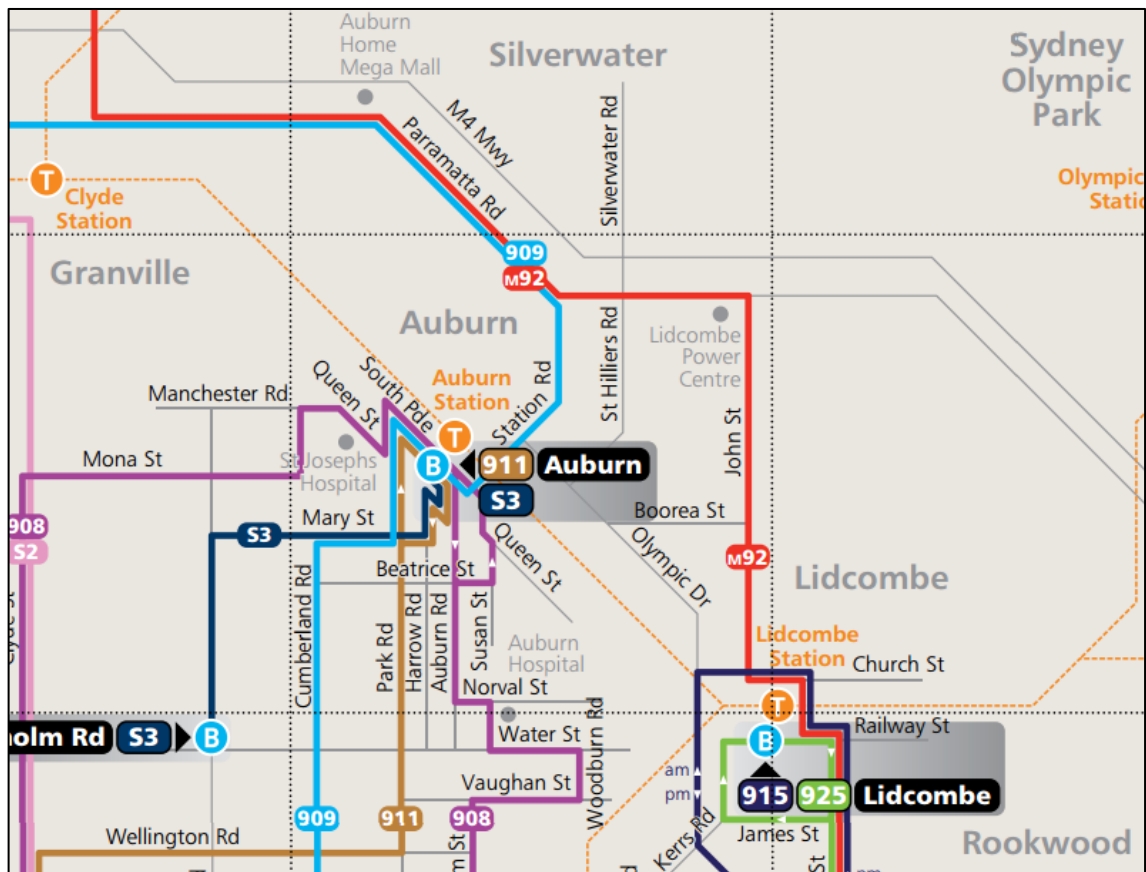 Auburn
Home
Mega Mall
Silverwater
Sydney
Olympic
Park
M4 Mwy
Parramatta Rd
Silverwater Rd
T
Clyde
Station
Olympic
909
M92
Granville
Auburn
St Hilliers Rd
Lidcombe
Power
Centre
Manchester Rd
Queen St
South Pde
Auburn
Station
T
Station Rd
John St
Mona St
St Josephs
Hospital
B
911
Auburn
S3
908
S2
S3
Mary St
Boorea St
Queen St
Olympic Dr
M92
Lidcombe
Beatrice St
Cumberland Rd
Park Rd
Harrow Rd
Auburn Rd
Susan St
Auburn
Hospital
Lidcombe
Station
Church St
Norval St
T
olm Rd
S3
B
Water St
Woodburn Rd
B
Railway St
am
pm
Vaughan St
915
925
Lidcombe
909
911
908
Wellington Rd
Kerrs Rd
James St
Rookwood
St
m St
pm